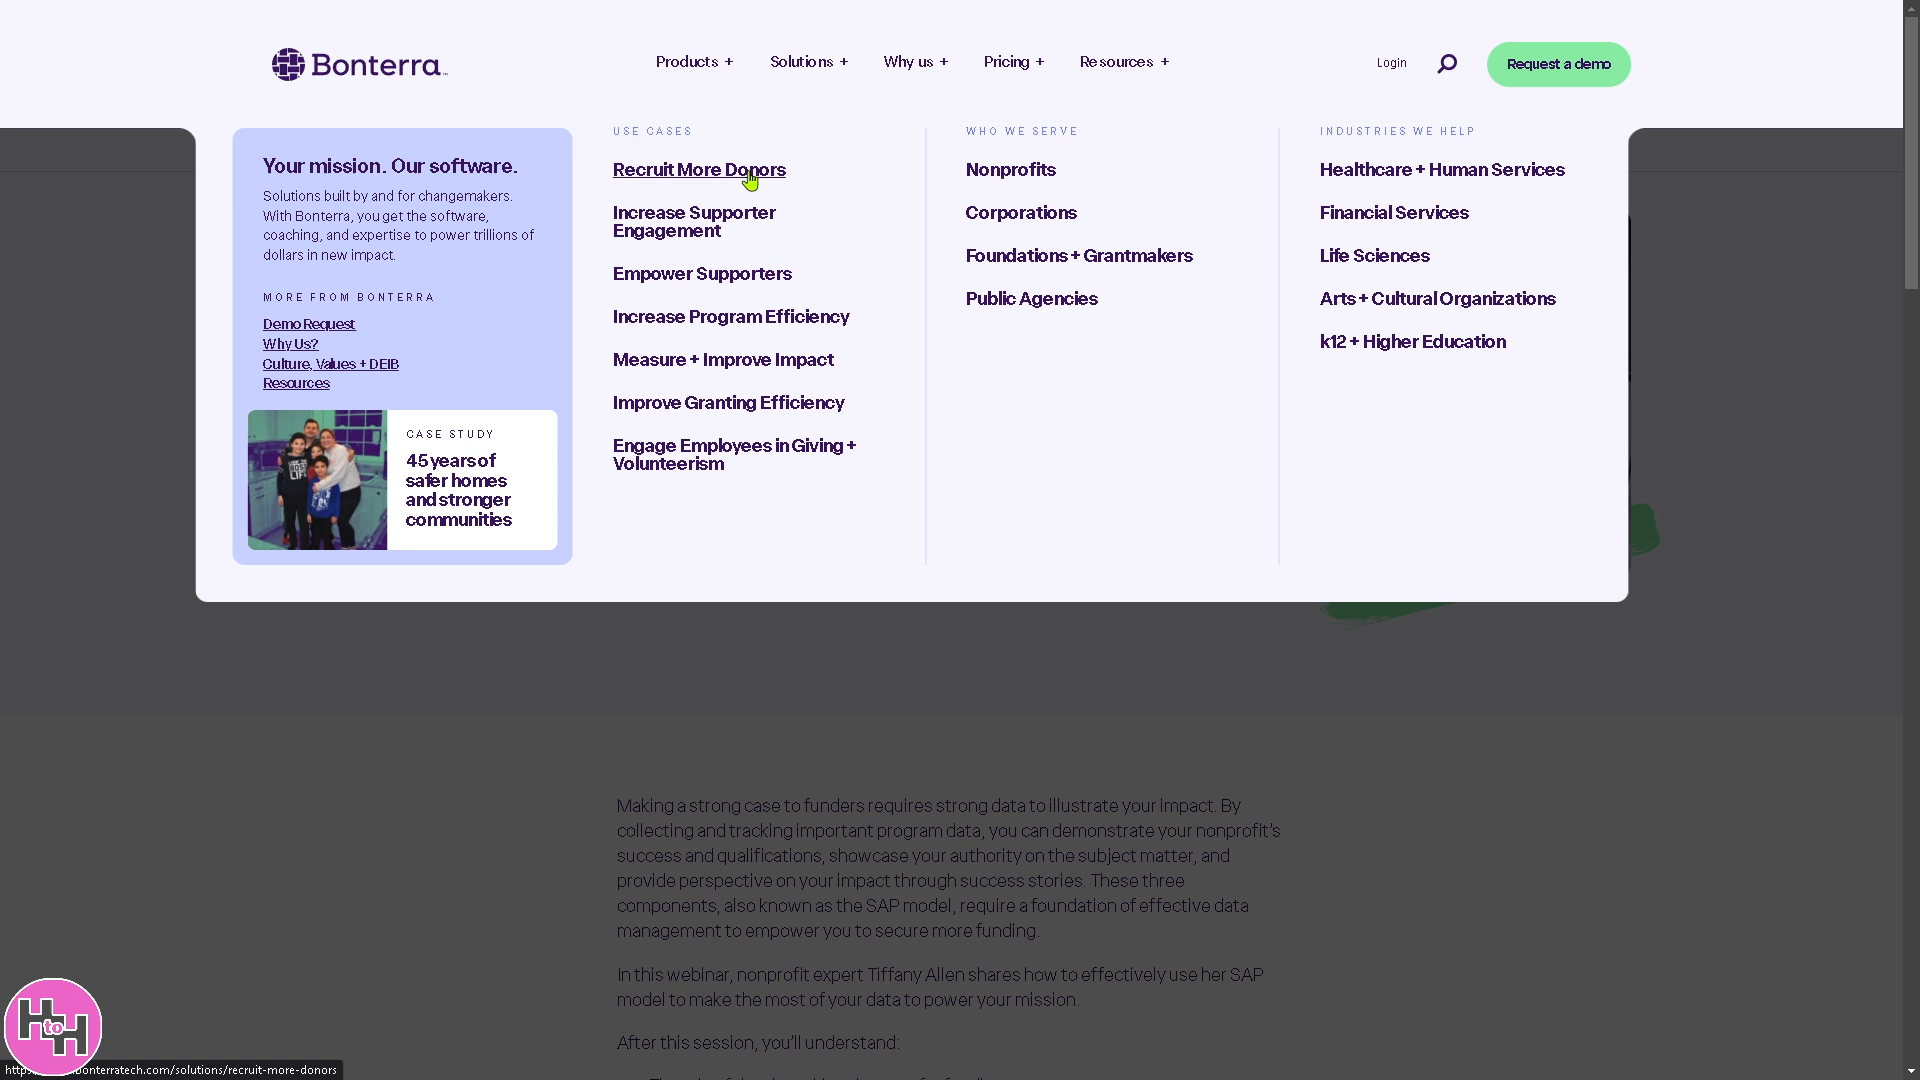 Bonterra
Products +
Solutions +
Why us +
Pricing +
Resources +
Login
Request a demo
Your mission. Our software.
Solutions built by and for changemakers.
With Bonterra, you get the software,
coaching, and expertise to power trillions of
dollars in new impact.
MORE FROM BONTERRA
Demo Request
Why Us?
Culture, Values + DEIB
Resources
CASE STUDY
45 years of
safer homes
and stronger
communities
USE CASES
Recruit More Donors
Increase Supporter
Engagement
Empower Supporters
Increase Program Efficiency
Measure + Improve Impact
Improve Granting Efficiency
Engage Employees in Giving +
Volunteerism
WHO WE SERVE
Nonprofits
Corporations
Foundations + Grantmakers
Public Agencies
INDUSTRIES WE HELP
Healthcare + Human Services
Financial Services
Life Sciences
Arts + Cultural Organizations
k12 + Higher Education
Making a strong case to funders requires strong data to illustrate your impact. By
collecting and tracking important program data, you can demonstrate your nonprofit's
success and qualifications, showcase your authority on the subject matter, and
provide perspective on your impact through success stories. These three
components, also known as the SAP model, require a foundation of effective data
management to empower you to secure more funding.
In this webinar, nonprofit expert Tiffany Allen shares how to effectively use her SAP
model to make the most of your data to power your mission.
After this session, you'll understand:
H to H
bonterratech.com/solutions/recruit-more-donors